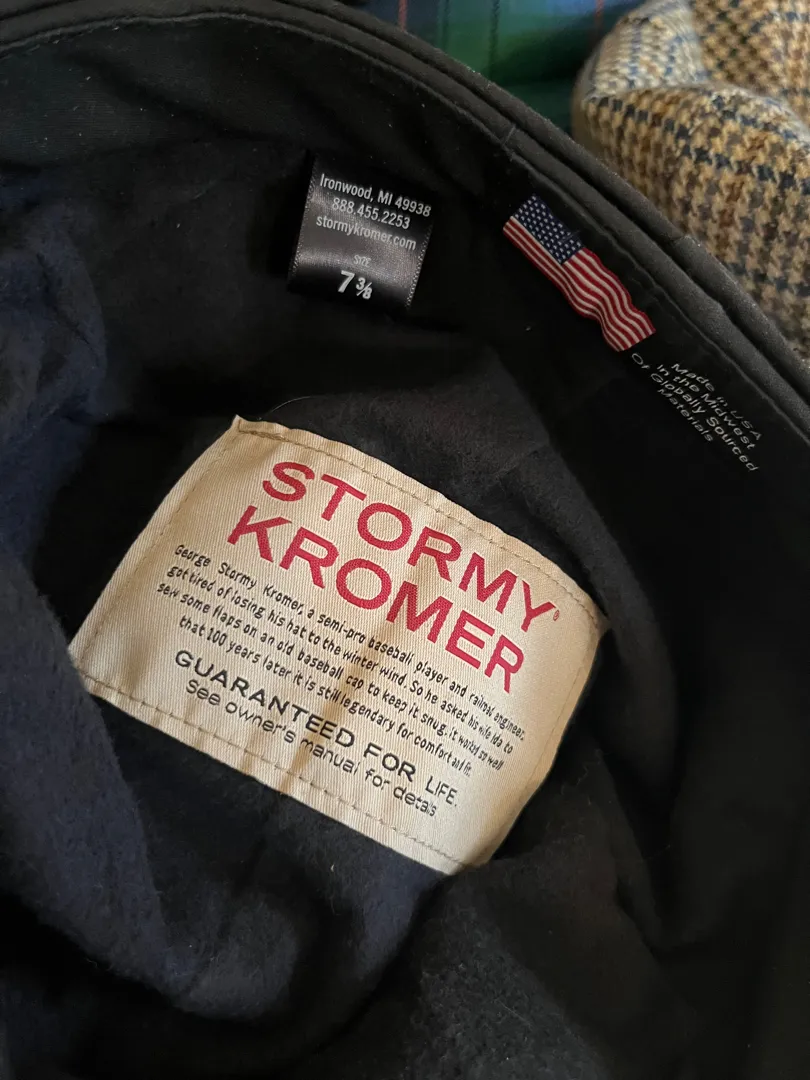 Ironwood, MI 49938
888.455.2253
stormykromer.com
SIZE
7 3/8
Made in USA
in the Midwest
Of Globally Sourced
Materials
STORMY®
KROMER
George Stormy Kromer, a semi-pro baseball player and railroad engineer,
got tired of losing his hat to the winter wind. So he asked his wife Ida to
sew some flaps on an old baseball cap to keep it snug. It worked so well
that 100 years later it is still legendary for comfort and fit.
GUARANTEED FOR LIFE.
See owner's manual for details